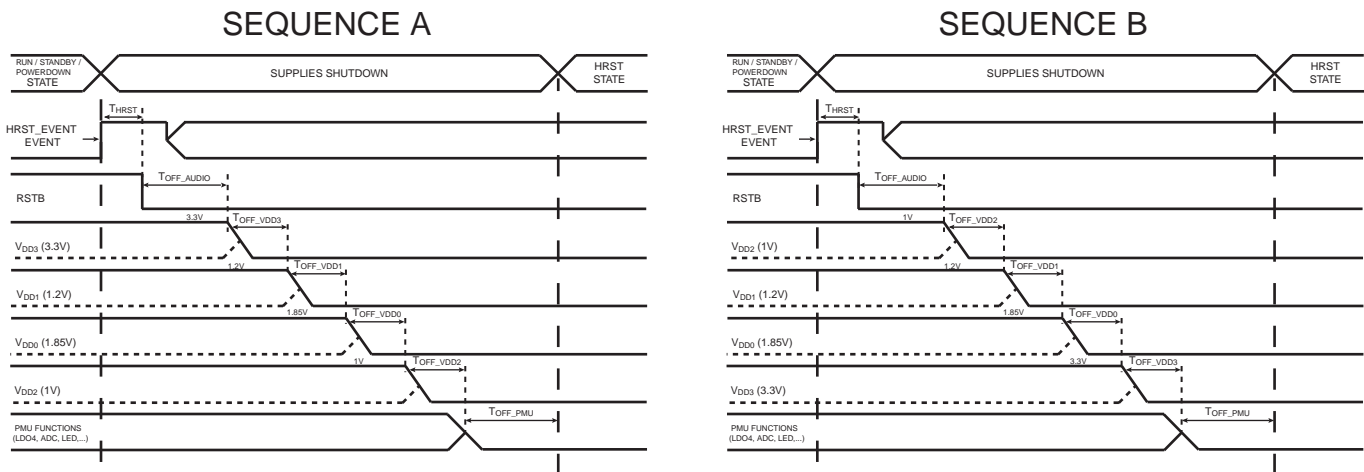 SEQUENCE A
RUN / STANDBY /
POWERDOWN
STATE
SUPPLIES SHUTDOWN
HRST
STATE
THRST
HRST_EVENT
EVENT
TOFF_AUDIO
RSTB
3.3V
TOFF_VDD3
VDD3 (3.3V)
1.2V
TOFF_VDD1
VDD1 (1.2V)
1.85V
TOFF_VDD0
VDD0 (1.85V)
1V
TOFF_VDD2
VDD2 (1V)
TOFF_PMU
PMU FUNCTIONS
(LDO4, ADC, LED,...)
SEQUENCE B
RUN / STANDBY /
POWERDOWN
STATE
SUPPLIES SHUTDOWN
HRST
STATE
THRST
HRST_EVENT
EVENT
TOFF_AUDIO
RSTB
1V
TOFF_VDD2
VDD2 (1V)
1.2V
TOFF_VDD1
VDD1 (1.2V)
1.85V
TOFF_VDD0
VDD0 (1.85V)
3.3V
TOFF_VDD3
VDD3 (3.3V)
TOFF_PMU
PMU FUNCTIONS
(LDO4, ADC, LED,...)